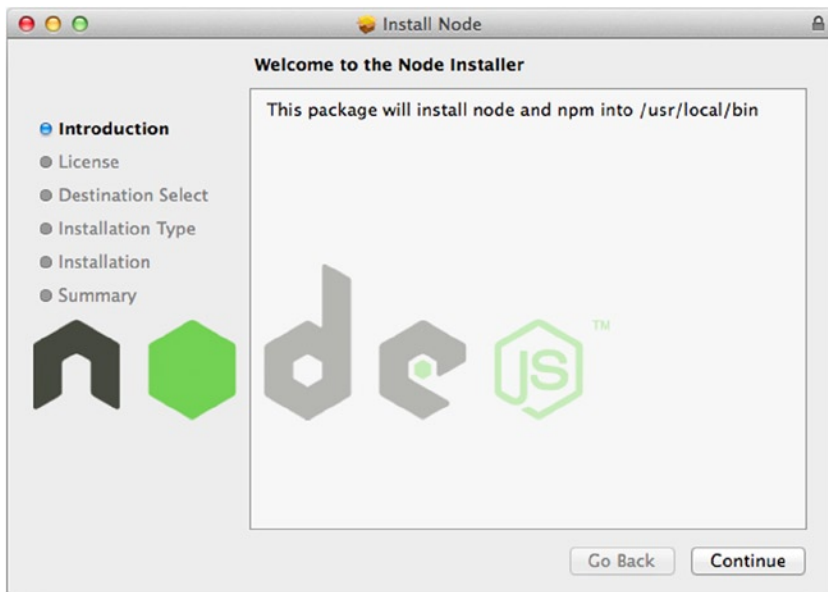 Install Node
Welcome to the Node Installer
Introduction
License
Destination Select
Installation Type
Installation
Summary
This package will install node and npm into /usr/local/bin
node
JS
TM
Go Back
Continue